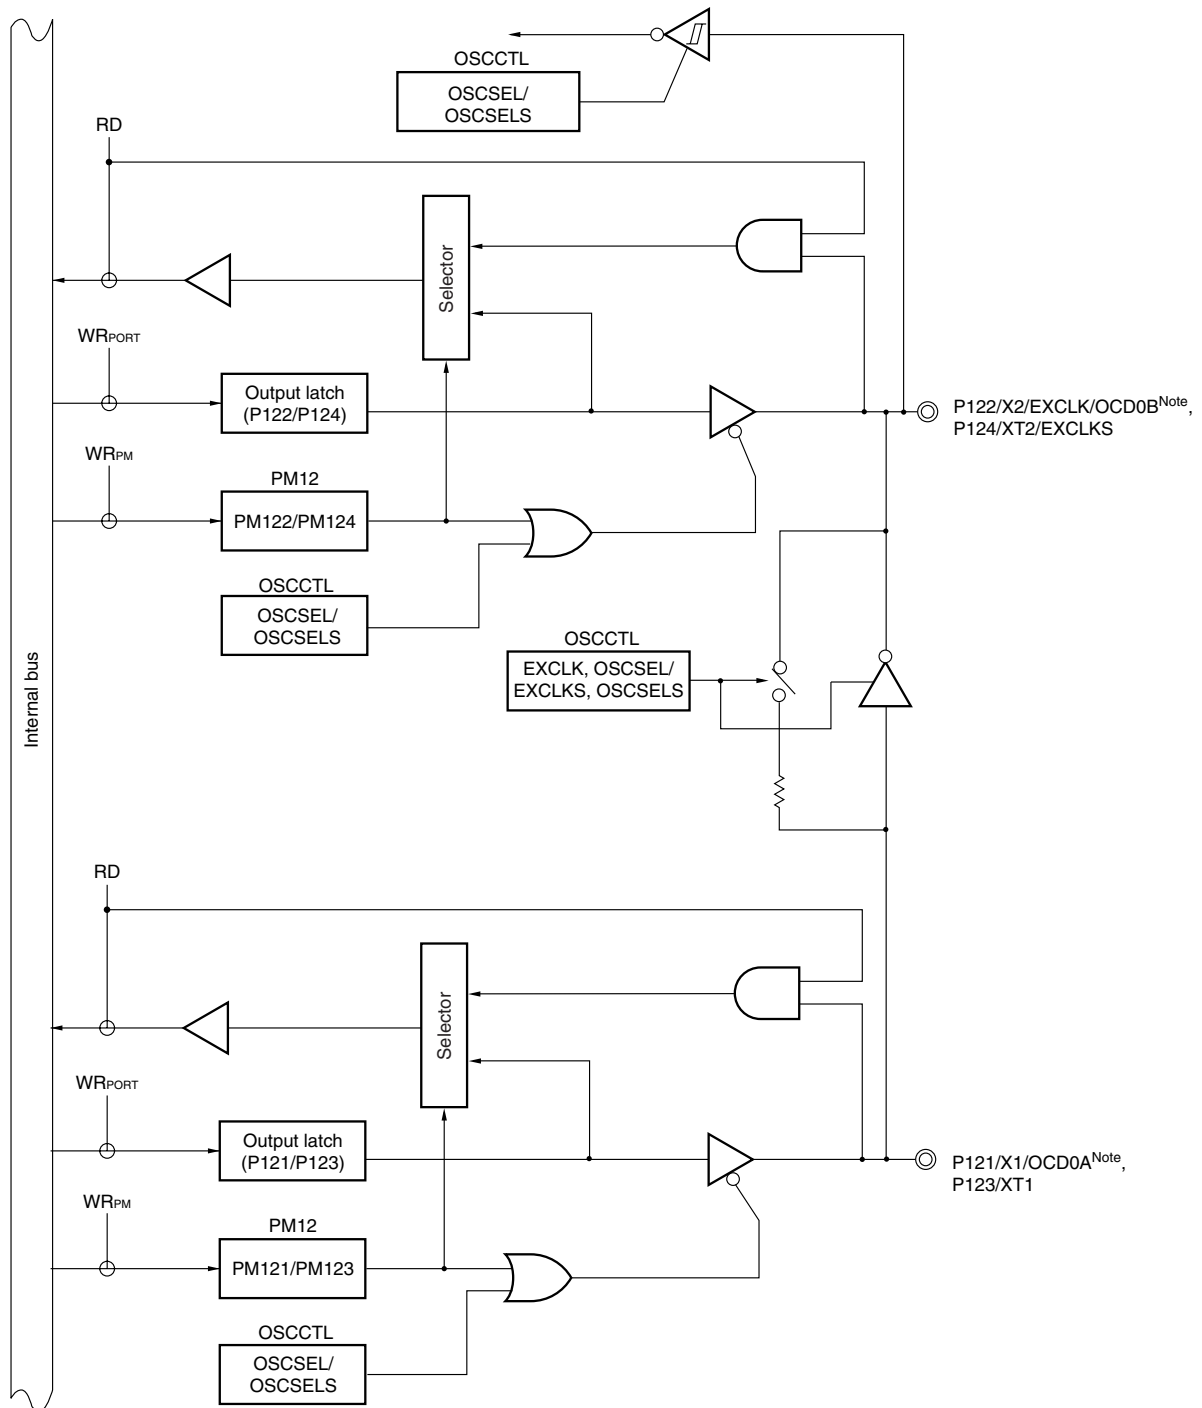 OSCCTL
OSCSEL/
OSCSELS
RD
Selector
WRPORT
Output latch
(P122/P124)
P122/X2/EXCLK/OCD0BNote,
P124/XT2/EXCLKS
WRPM
PM12
PM122/PM124
OSCCTL
OSCSEL/
OSCSELS
OSCCTL
EXCLK, OSCSEL/
EXCLKS, OSCSELS
Internal bus
RD
Selector
WRPORT
Output latch
(P121/P123)
P121/X1/OCD0ANote,
P123/XT1
WRPM
PM12
PM121/PM123
OSCCTL
OSCSEL/
OSCSELS